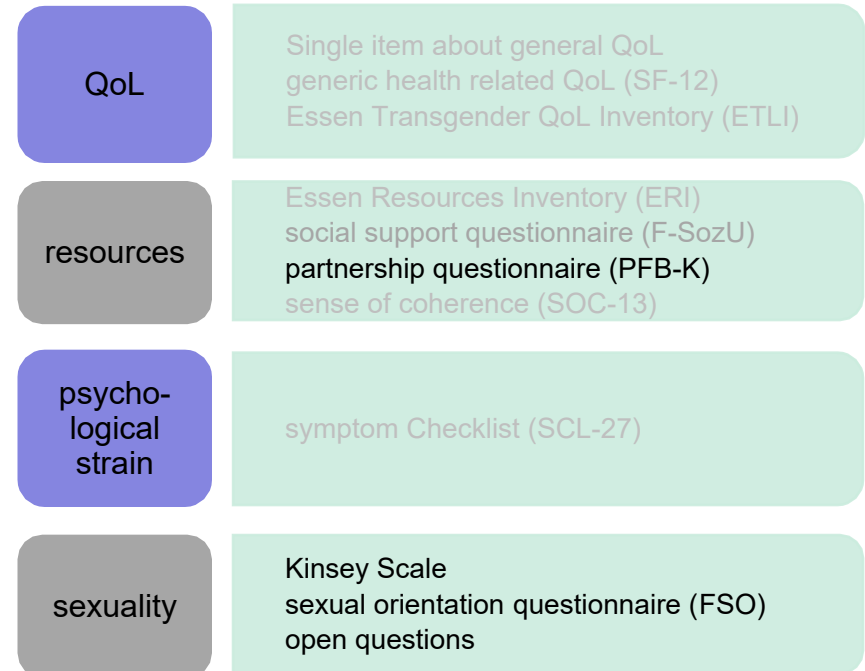 QoL
Single item about general QoL
generic health related QoL (SF-12)
Essen Transgender QoL Inventory (ETLI)
resources
Essen Resources Inventory (ERI)
social support questionnaire (F-SozU)
partnership questionnaire (PFB-K)
sense of coherence (SOC-13)
psycho-
logical
strain
symptom Checklist (SCL-27)
sexuality
Kinsey Scale
sexual orientation questionnaire (FSO)
open questions